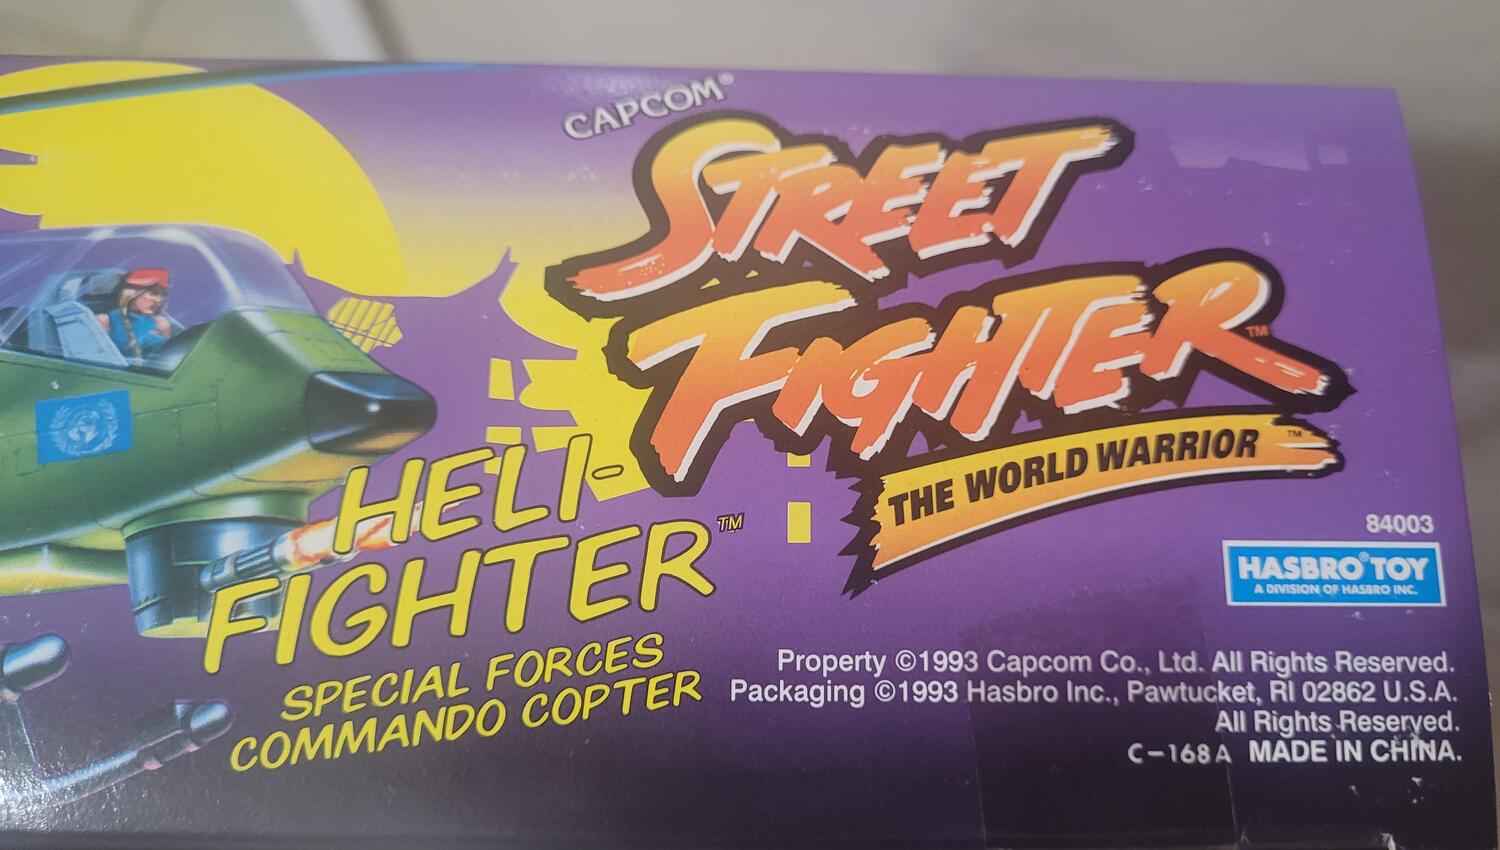 CAPCOM®
STREET
FIGHTER™
THE WORLD WARRIOR™
HELI-
FIGHTER™
SPECIAL FORCES
COMMANDO COPTER
84003
HASBRO® TOY
A DIVISION OF HASBRO INC.
Property ©1993 Capcom Co., Ltd. All Rights Reserved.
Packaging ©1993 Hasbro Inc., Pawtucket, RI 02862 U.S.A.
All Rights Reserved.
C-168A MADE IN CHINA.